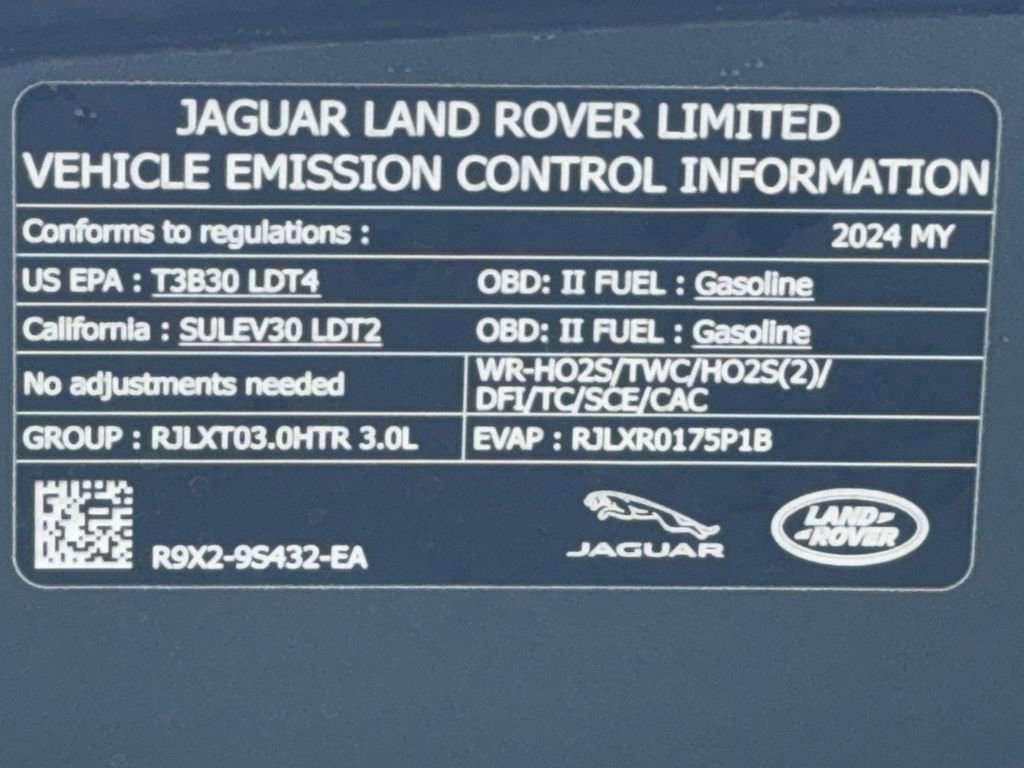 JAGUAR LAND ROVER LIMITED
VEHICLE EMISSION CONTROL INFORMATION
Conforms to regulations : 2024 MY
US EPA : T3B30 LDT4 OBD: II FUEL : Gasoline
California : SULEV30 LDT2 OBD: II FUEL : Gasoline
No adjustments needed
WR-HO2S/TWC/HO2S(2)/
DFI/TC/SCE/CAC
GROUP : RJLXT03.0HTR 3.0L EVAP : RJLXR0175P1B
R9X2-9S432-EA
JAGUAR
LAND-
-ROVER